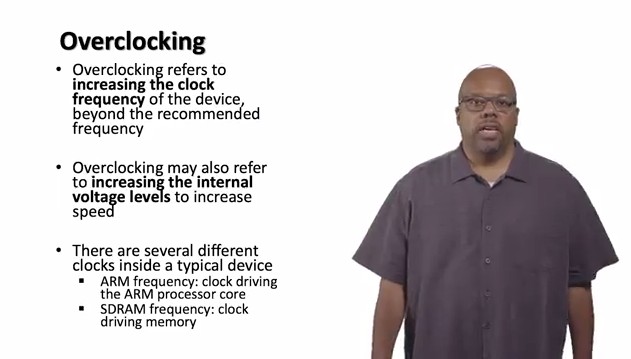 Overclocking
• Overclocking refers to
increasing the clock
frequency of the device,
beyond the recommended
frequency
• Overclocking may also refer
to increasing the internal
voltage levels to increase
speed
• There are several different
clocks inside a typical device
▪ ARM frequency: clock driving
the ARM processor core
▪ SDRAM frequency: clock
driving memory